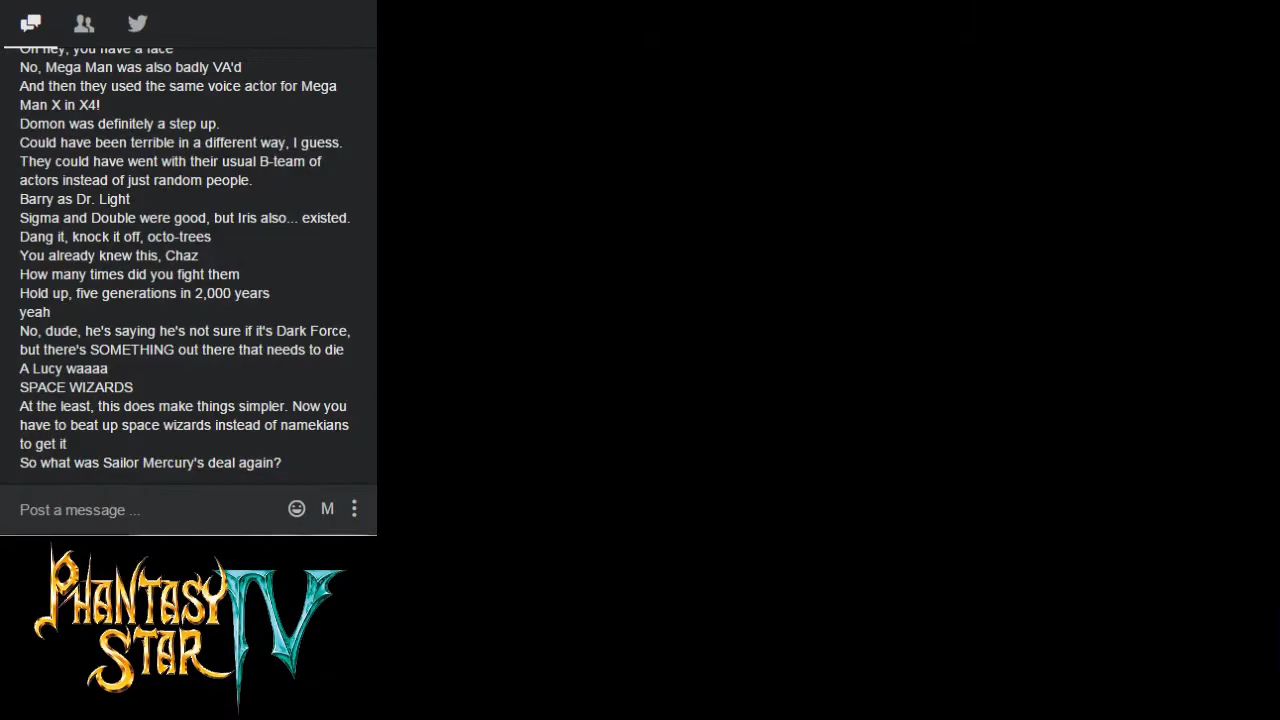 Oh hey, you have a face
No, Mega Man was also badly VA'd
And then they used the same voice actor for Mega
Man X in X4!
Domon was definitely a step up.
Could have been terrible in a different way, I guess.
They could have went with their usual B-team of
actors instead of just random people.
Barry as Dr. Light
Sigma and Double were good, but Iris also... existed.
Dang it, knock it off, octo-trees
You already knew this, Chaz
How many times did you fight them
Hold up, five generations in 2,000 years
yeah
No, dude, he's saying he's not sure if it's Dark Force,
but there's SOMETHING out there that needs to die
A Lucy waaaa
SPACE WIZARDS
At the least, this does make things simpler. Now you
have to beat up space wizards instead of namekians
to get it
So what was Sailor Mercury's deal again?
Post a message ... M
PHANTASY
STAR IV